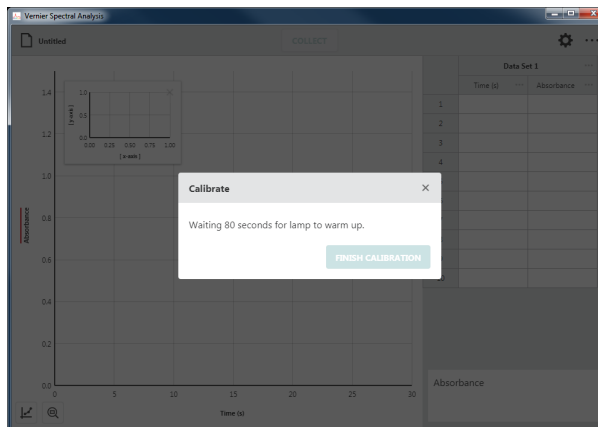 Vernier Spectral Analysis
Untitled
COLLECT
1.4
1.2
1.0
0.8
0.6
0.4
0.2
0.0
Absorbance
0 5 10 15 20 25 30
Time (s)
1.0
0.5
0.0
[ y-axis ]
0.00 0.25 0.50 0.75 1.00
[ x-axis ]
Data Set 1
Time (s) Absorbance
1
2
3
4
Calibrate
Waiting 80 seconds for lamp to warm up.
FINISH CALIBRATION
Absorbance